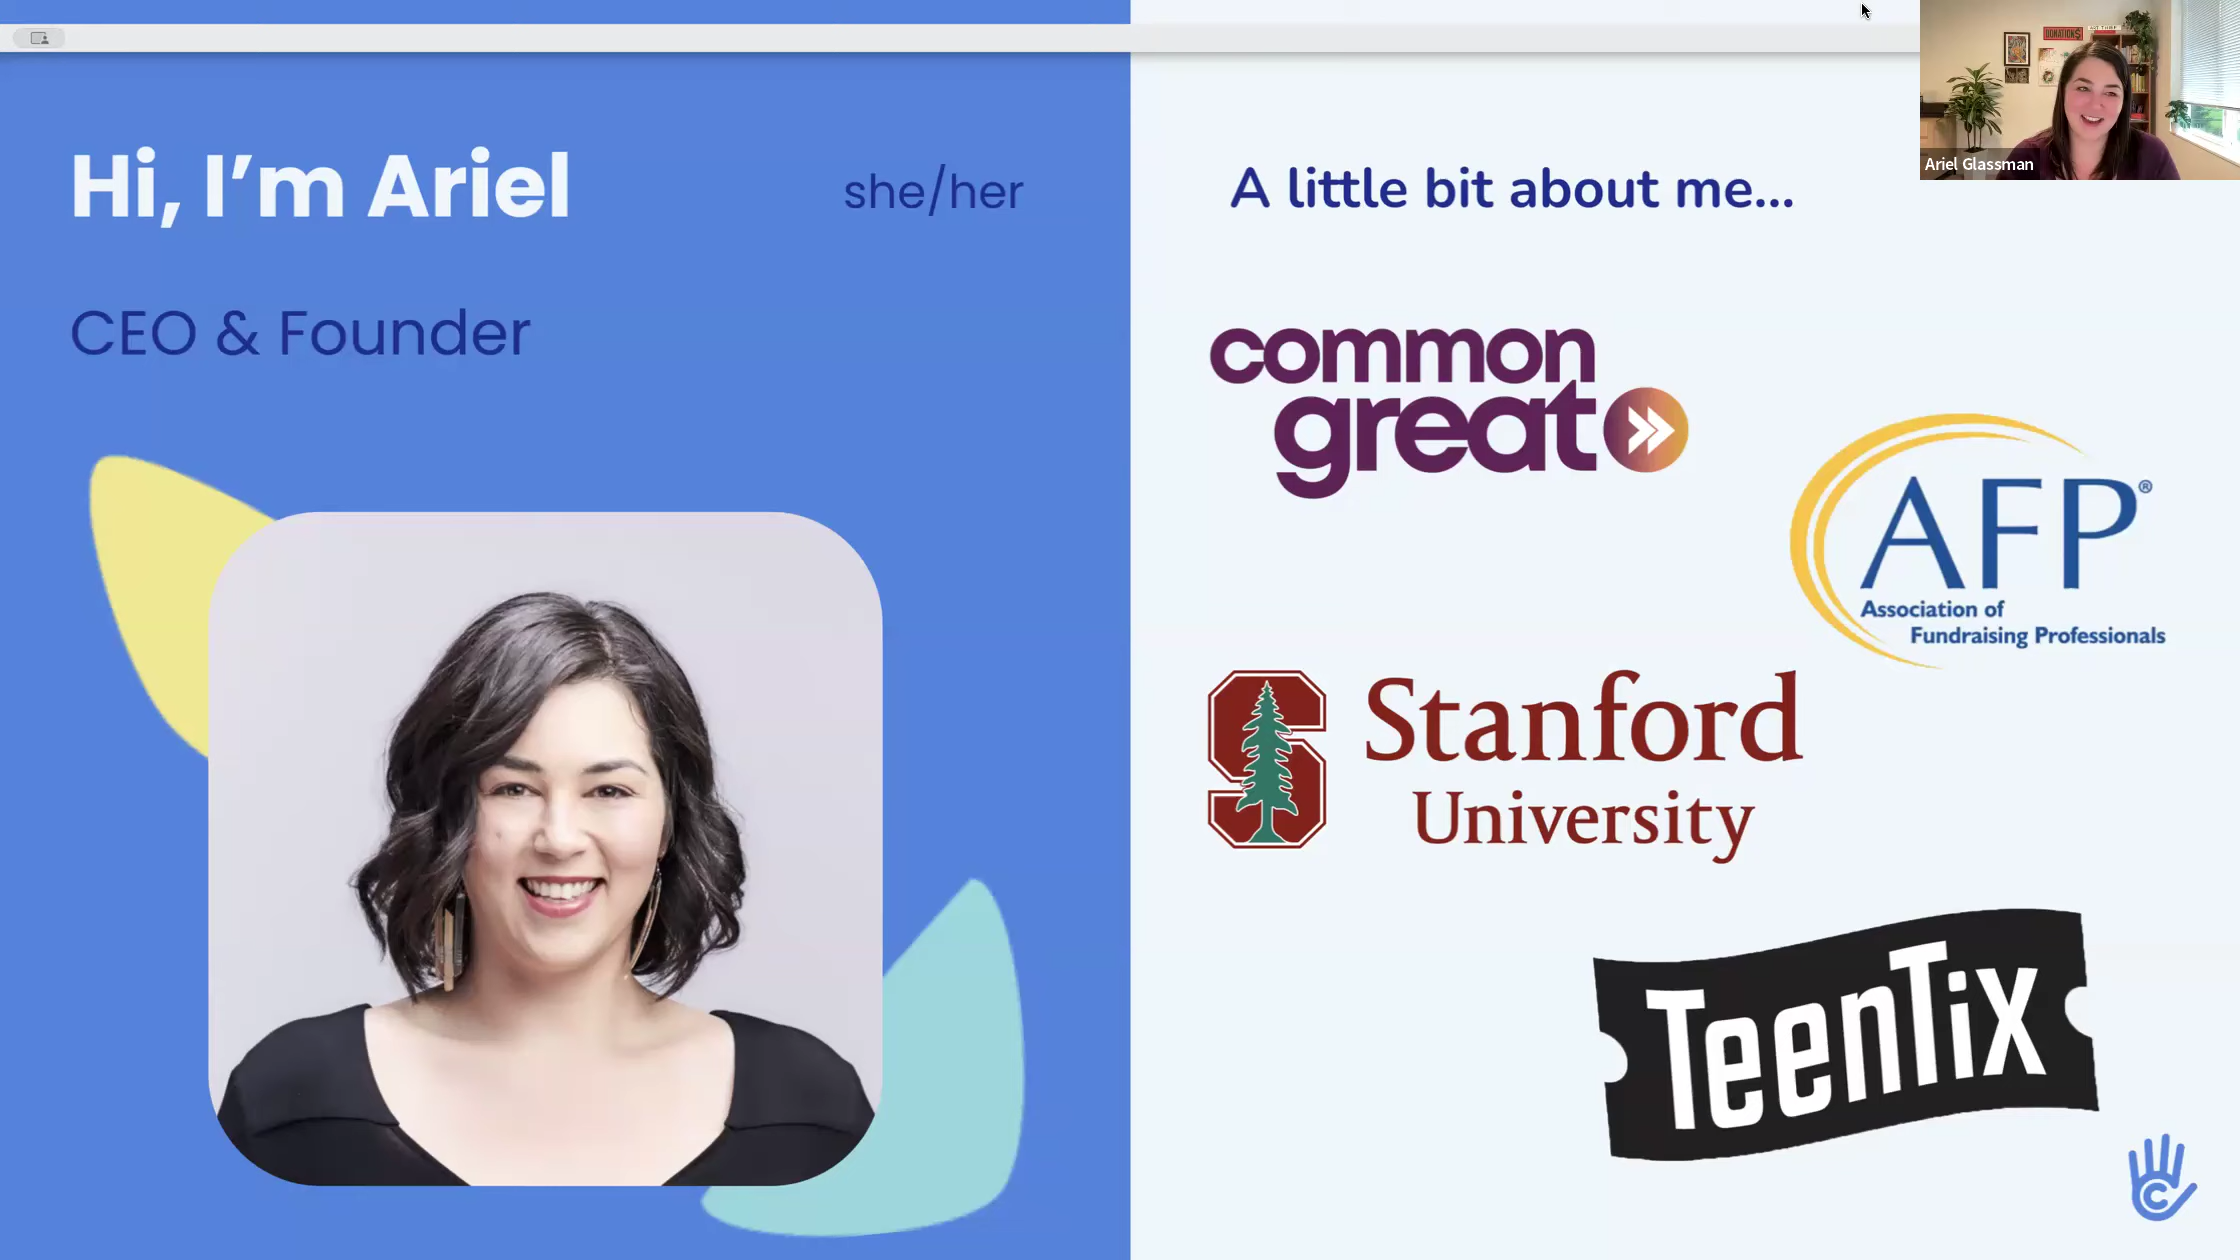 Hi, I’m Ariel
she/her
CEO & Founder
A little bit about me...
common
great
AFP®
Association of
Fundraising Professionals
Stanford
University
TeenTix
C
DONATIONS
Ariel Glassman